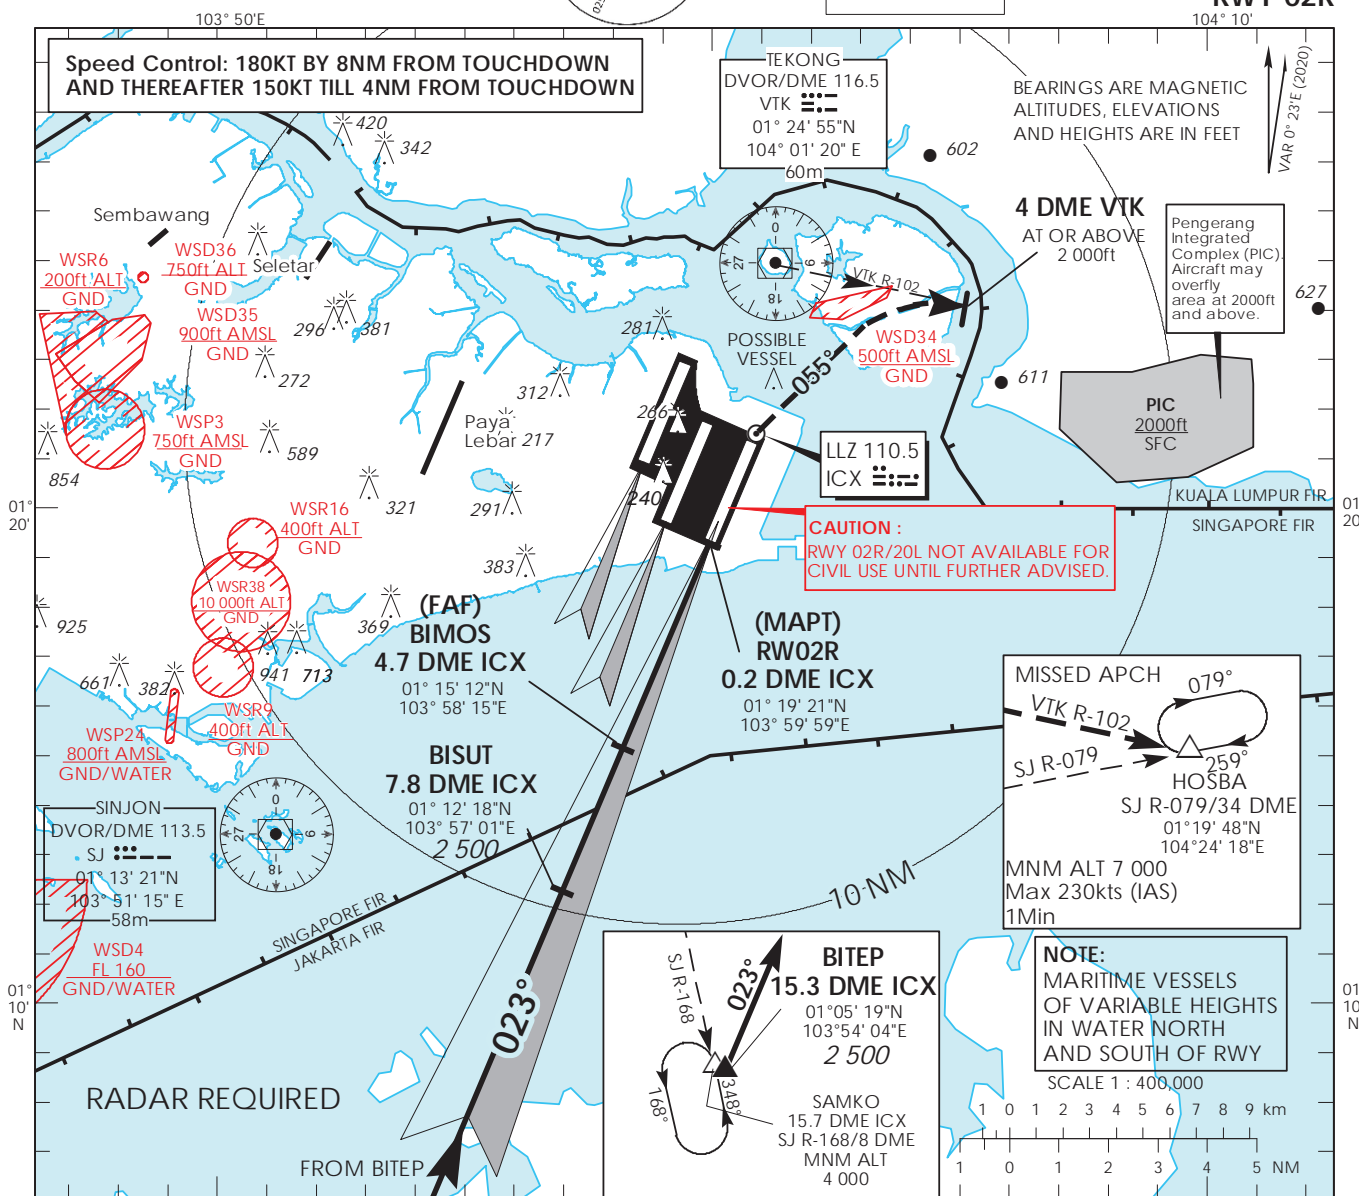 RWY 02R
103° 50'E
104° 10'
Speed Control: 180KT BY 8NM FROM TOUCHDOWN
AND THEREAFTER 150KT TILL 4NM FROM TOUCHDOWN
TEKONG
DVOR/DME 116.5
VTK
01° 24' 55"N
104° 01' 20" E
60m
BEARINGS ARE MAGNETIC
ALTITUDES, ELEVATIONS
AND HEIGHTS ARE IN FEET
VAR 0° 23'E (2020)
420
342
602
4 DME VTK
AT OR ABOVE
2 000ft
Pengerang
Integrated
Complex (PIC).
Aircraft may
overfly
area at 2000ft
and above.
627
Sembawang
WSR6
200ft ALT
GND
WSD36
750ft ALT
GND
Seletar
WSD35
900ft AMSL
GND
296
381
272
281
312
0
9
18
27
VTK R-102
POSSIBLE
VESSEL
055°
WSD34
500ft AMSL
GND
611
PIC
2000ft
SFC
WSP3
750ft AMSL
GND
854
589
Paya
Lebar
217
266
240
LLZ 110.5
ICX
KUALA LUMPUR FIR
SINGAPORE FIR
01°
20'
01
20
321
291
WSR16
400ft ALT
GND
CAUTION :
RWY 02R/20L NOT AVAILABLE FOR
CIVIL USE UNTIL FURTHER ADVISED.
383
WSR38
10 000ft ALT
GND
925
369
941
713
661
382
WSR9
400ft ALT
GND
WSP24
800ft AMSL
GND/WATER
(FAF)
BIMOS
4.7 DME ICX
01° 15' 12"N
103° 58' 15"E
(MAPT)
RW02R
0.2 DME ICX
01° 19' 21"N
103° 59' 59"E
BISUT
7.8 DME ICX
01° 12' 18"N
103° 57' 01"E
2 500
MISSED APCH
VTK R-102
SJ R-079
079°
259°
HOSBA
SJ R-079/34 DME
01°19' 48"N
104°24' 18"E
MNM ALT 7 000
Max 230kts (IAS)
1Min
SINJON
DVOR/DME 113.5
SJ
01° 13' 21"N
103° 51' 15" E
58m
0
9
18
27
10 NM
SINGAPORE FIR
JAKARTA FIR
WSD4
FL 160
GND/WATER
01°
10'
N
01
10
N
023°
SJ R-168
023°
168°
348°
BITEP
15.3 DME ICX
01°05' 19"N
103°54' 04"E
2 500
SAMKO
15.7 DME ICX
SJ R-168/8 DME
MNM ALT
4 000
NOTE:
MARITIME VESSELS
OF VARIABLE HEIGHTS
IN WATER NORTH
AND SOUTH OF RWY
SCALE 1 : 400,000
1 0 1 2 3 4 5 6 7 8 9 km
1 0 1 2 3 4 5 NM
RADAR REQUIRED
FROM BITEP